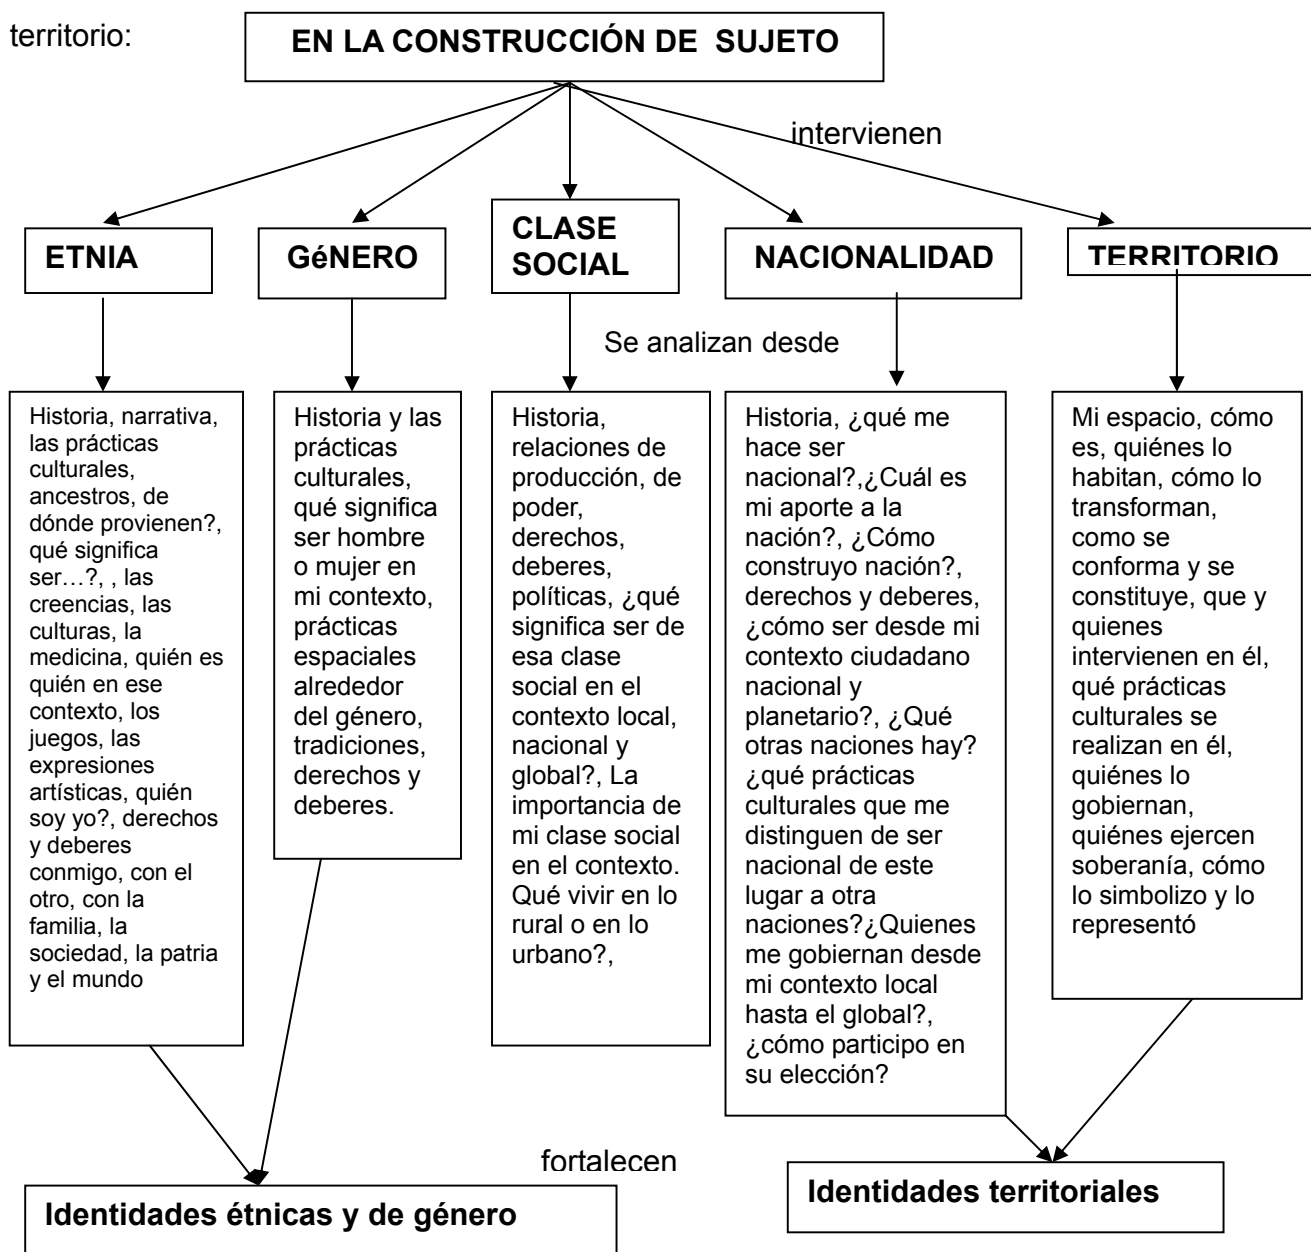 territorio:
EN LA CONSTRUCCIÓN DE SUJETO
intervienen
ETNIA
GéNERO
CLASE
SOCIAL
NACIONALIDAD
TERRITORIO
Se analizan desde
Historia, narrativa,
las prácticas
culturales,
ancestros, de
dónde provienen?,
qué significa
ser…?, , las
creencias, las
culturas, la
medicina, quién es
quién en ese
contexto, los
juegos, las
expresiones
artísticas, quién
soy yo?, derechos
y deberes
conmigo, con el
otro, con la
familia, la
sociedad, la patria
y el mundo
Historia y las
prácticas
culturales,
qué significa
ser hombre
o mujer en
mi contexto,
prácticas
espaciales
alrededor
del género,
tradiciones,
derechos y
deberes.
Historia,
relaciones de
producción, de
poder,
derechos,
deberes,
políticas, ¿qué
significa ser de
esa clase
social en el
contexto local,
nacional y
global?, La
importancia de
mi clase social
en el contexto.
Qué vivir en lo
rural o en lo
urbano?,
Historia, ¿qué me
hace ser
nacional?,¿Cuál es
mi aporte a la
nación?, ¿Cómo
construyo nación?,
derechos y deberes,
¿cómo ser desde mi
contexto ciudadano
nacional y
planetario?, ¿Qué
otras naciones hay?
¿qué prácticas
culturales que me
distinguen de ser
nacional de este
lugar a otra
naciones?¿Quienes
me gobiernan desde
mi contexto local
hasta el global?,
¿cómo participo en
su elección?
Mi espacio, cómo
es, quiénes lo
habitan, cómo lo
transforman,
como se
conforma y se
constituye, que y
quienes
intervienen en él,
qué prácticas
culturales se
realizan en él,
quiénes lo
gobiernan,
quiénes ejercen
soberanía, cómo
lo simbolizo y lo
representó
fortalecen
Identidades étnicas y de género
Identidades territoriales